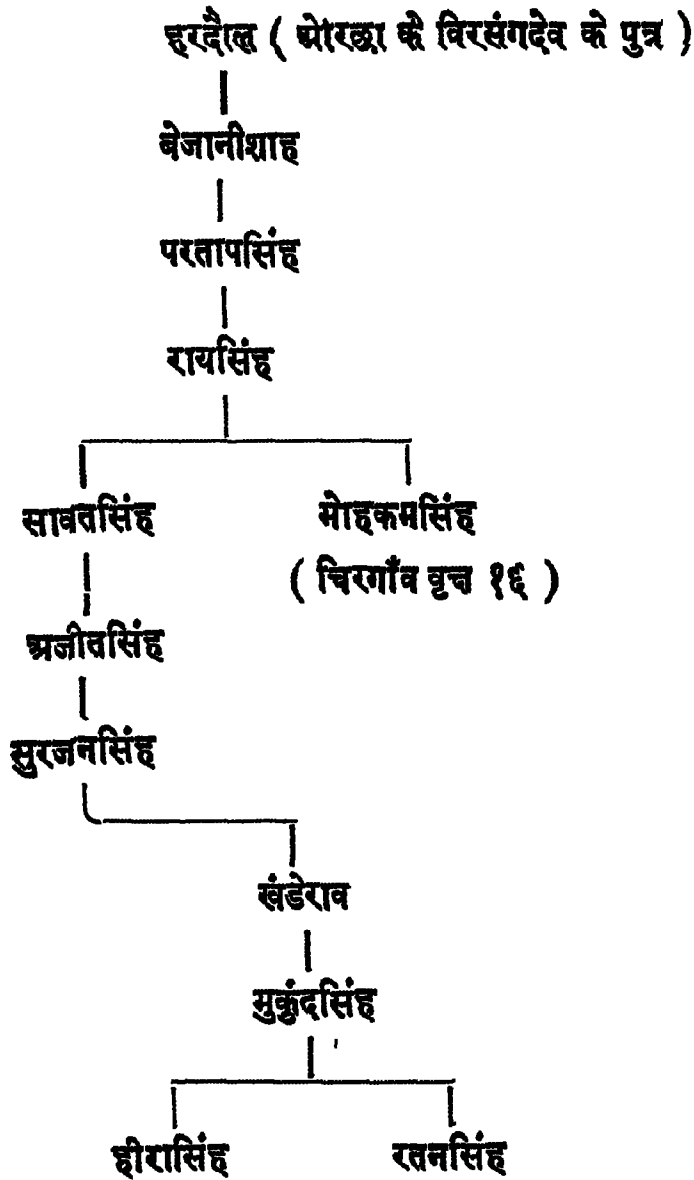 हरदौल ( ओरछा के विरसंगदेव के पुत्र )
बेजानीशाह
परतापसिंह
रायसिंह
सावतसिंह मोहकमसिंह
( चिरगाँव वृत्त १६ )
अजीतसिंह
सुरजनसिंह
खंडेराव
मुकुंदसिंह
हीरासिंह रतनसिंह